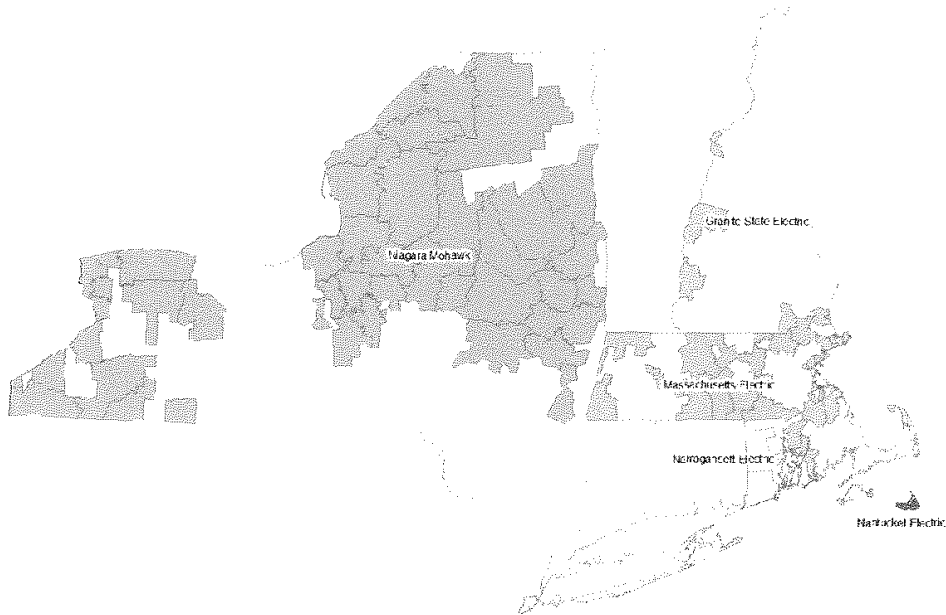 Granite State Electric
Niagara Mohawk
Massachusetts Electric
Narragansett Electric
Nantucket Electric